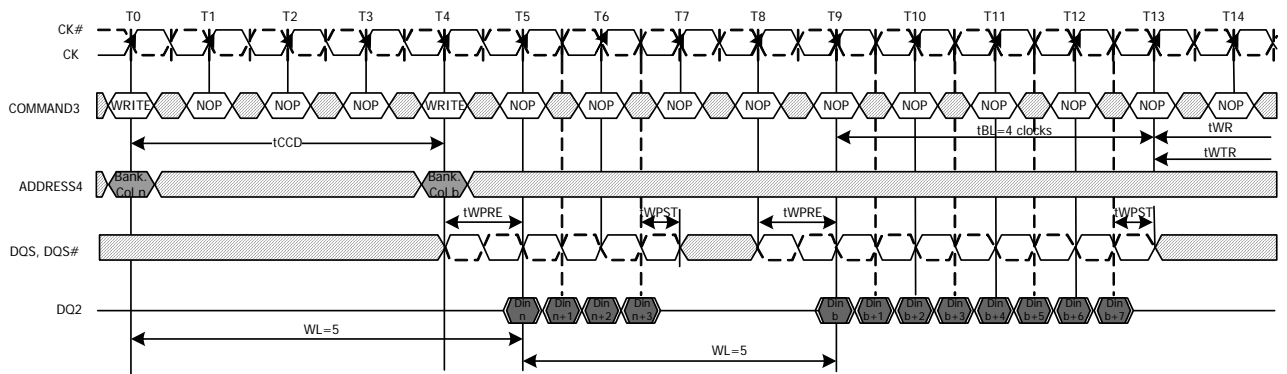 T0 T1 T2 T3 T4 T5 T6 T7 T8 T9 T10 T11 T12 T13 T14
CK#
CK
COMMAND3 WRITE NOP NOP NOP WRITE NOP NOP NOP NOP NOP NOP NOP NOP NOP NOP
tCCD tBL=4 clocks tWR
tWTR
ADDRESS4 Bank. Col n Bank. Col b
tWPRE tWPST tWPRE tWPST
DQS, DQS#
DQ2 Din n Din n+1 Din n+2 Din n+3 Din b Din b+1 Din b+2 Din b+3 Din b+4 Din b+5 Din b+6 Din b+7
WL=5
WL=5